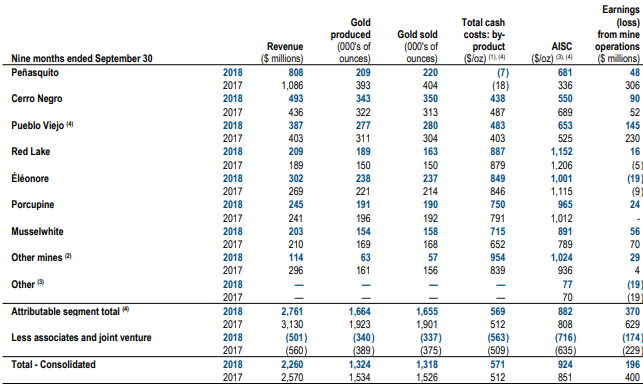 Earnings
Gold Total cash (loss)
produced Gold sold costs: by- from mine
Revenue (000's of (000's of product AISC operations
Nine months ended September 30 ($ millions) ounces) ounces) ($/oz) (1), (4) ($/oz) (3), (4) ($ millions)
Peñasquito 2018 808 209 220 (7) 681 48
2017 1,086 393 404 (18) 336 306
Cerro Negro 2018 493 343 350 438 550 90
2017 436 322 313 487 689 52
Pueblo Viejo (4) 2018 387 277 280 483 653 145
2017 403 311 304 403 525 230
Red Lake 2018 209 189 163 887 1,152 16
2017 189 150 150 879 1,206 (5)
Éléonore 2018 302 238 237 849 1,001 (19)
2017 269 221 214 846 1,115 (9)
Porcupine 2018 245 191 190 750 965 24
2017 241 196 192 791 1,012 -
Musselwhite 2018 203 154 158 715 891 56
2017 210 169 168 652 789 70
Other mines (2) 2018 114 63 57 954 1,024 29
2017 296 161 156 839 936 4
Other (3) 2018 — — — — 77 (19)
2017 — — — — 70 (19)
Attributable segment total (4) 2018 2,761 1,664 1,655 569 882 370
2017 3,130 1,923 1,901 512 808 629
Less associates and joint venture 2018 (501) (340) (337) (563) (716) (174)
2017 (560) (389) (375) (509) (635) (229)
Total - Consolidated 2018 2,260 1,324 1,318 571 924 196
2017 2,570 1,534 1,526 512 851 400